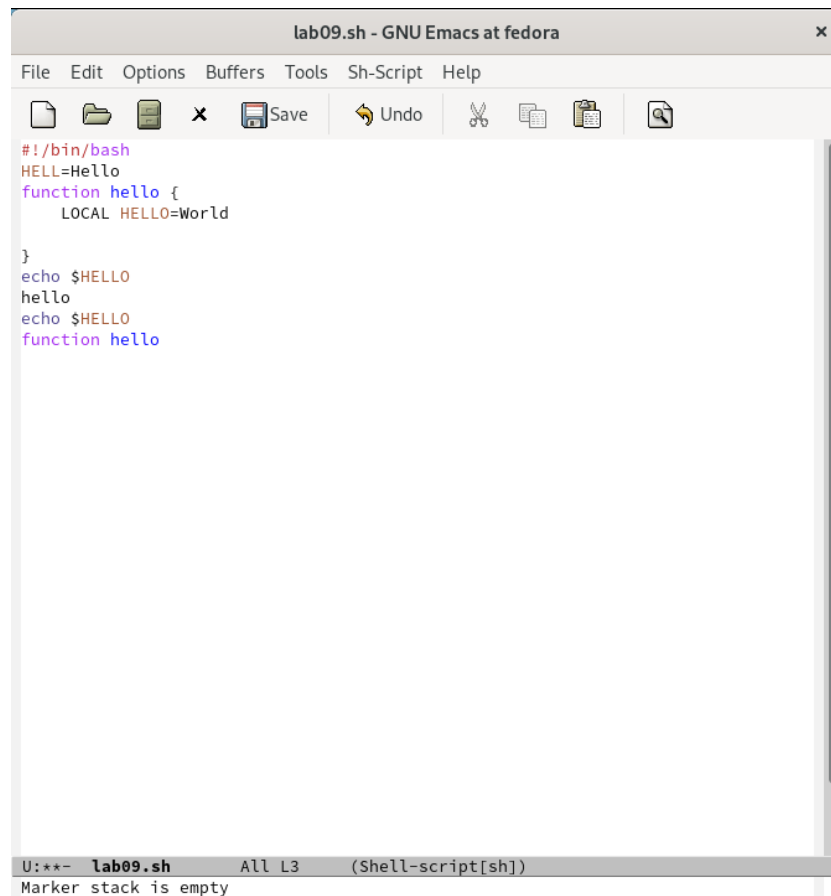 lab09.sh - GNU Emacs at fedora ×
File Edit Options Buffers Tools Sh-Script Help
Save Undo
#!/bin/bash
HELL=Hello
function hello {
    LOCAL HELLO=World
}
echo $HELLO
hello
echo $HELLO
function hello
U:**- lab09.sh All L3 (Shell-script[sh])
Marker stack is empty